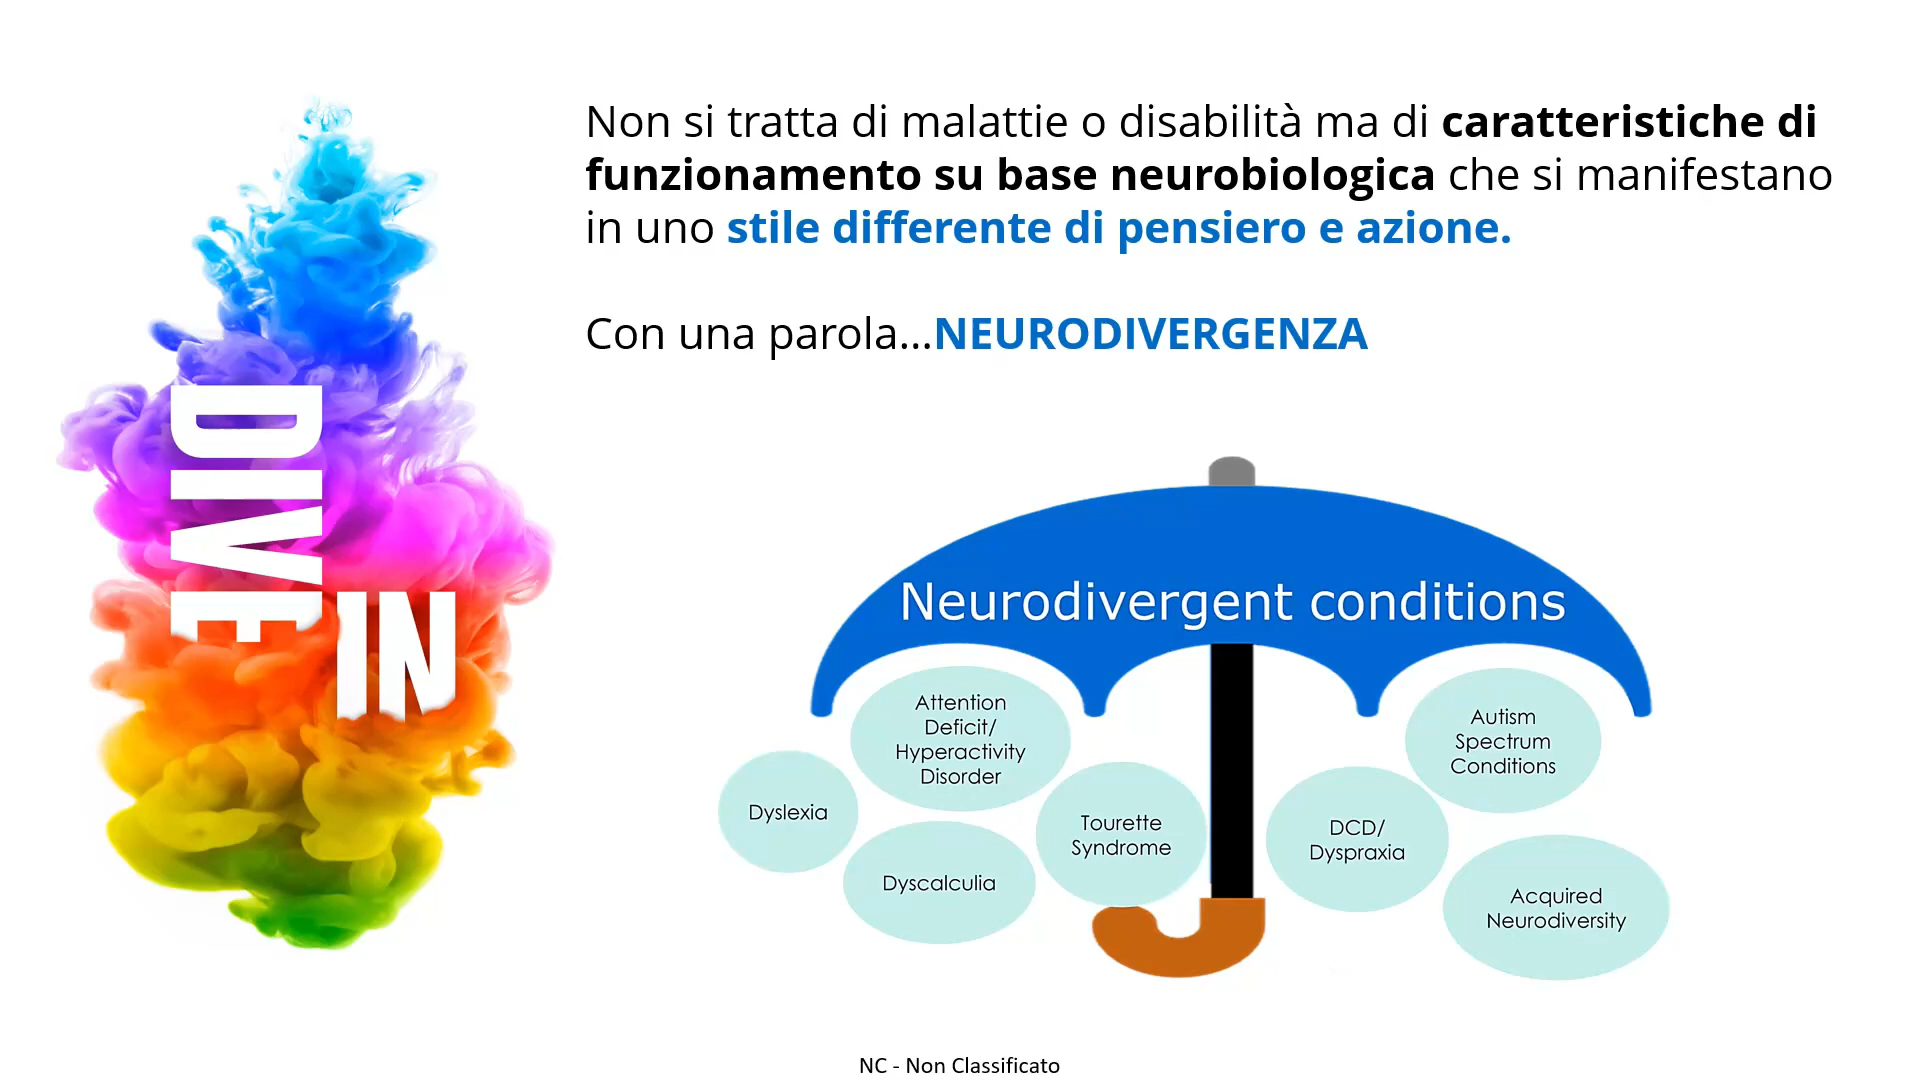 Non si tratta di malattie o disabilità ma di caratteristiche di
funzionamento su base neurobiologica che si manifestano
in uno stile differente di pensiero e azione.
Con una parola...NEURODIVERGENZA
DIVE
IN
Neurodivergent conditions
Attention
Deficit/
Hyperactivity
Disorder
Autism
Spectrum
Conditions
Dyslexia
Tourette
Syndrome
DCD/
Dyspraxia
Dyscalculia
Acquired
Neurodiversity
NC - Non Classificato